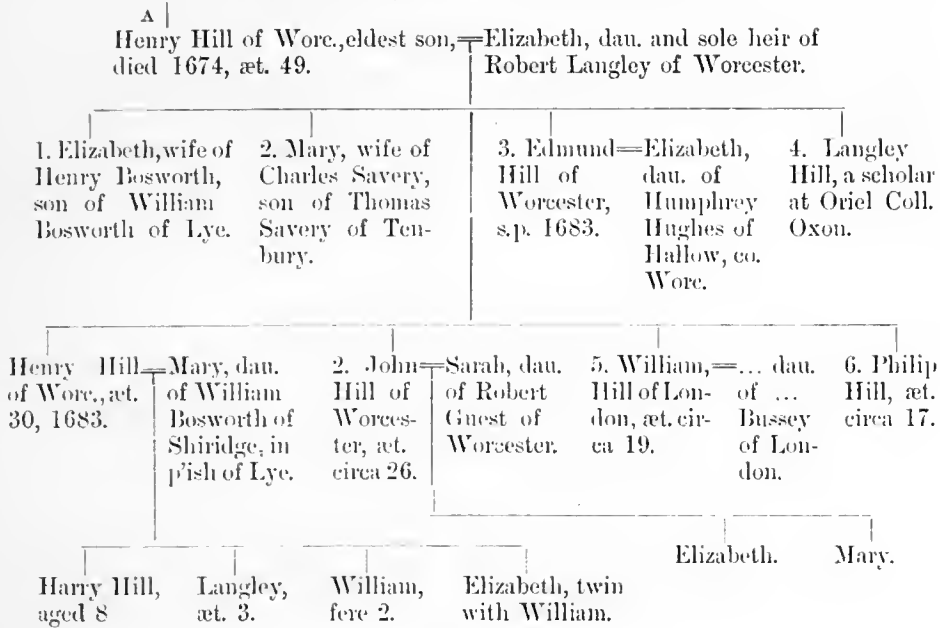 A
Henry Hill of Worc., eldest son,
died 1674, æt. 49.
Elizabeth, dau. and sole heir of
Robert Langley of Worcester.
1. Elizabeth, wife of
Henry Bosworth,
son of William
Bosworth of Lye.
2. Mary, wife of
Charles Savery,
son of Thomas
Savery of Ten-
bury.
3. Edmund
Hill of
Worcester,
s.p. 1683.
Elizabeth,
dau. of
Humphrey
Hughes of
Hallow, co.
Worc.
4. Langley
Hill, a scholar
at Oriel Coll.
Oxon.
Henry Hill
of Worc., æt.
30, 1683.
Mary, dau.
of William
Bosworth of
Shiridge, in
p'ish of Lye.
2. John
Hill of
Worces-
ter, æt.
circa 26.
Sarah, dau.
of Robert
Guest of
Worcester.
5. William,
Hill of Lon-
don, æt. cir-
ca 19.
... dau.
of ...
Bussey
of Lon-
don.
6. Philip
Hill, æt.
circa 17.
Elizabeth.
Mary.
Harry Hill,
aged 8
Langley,
æt. 3.
William,
fere 2.
Elizabeth, twin
with William.